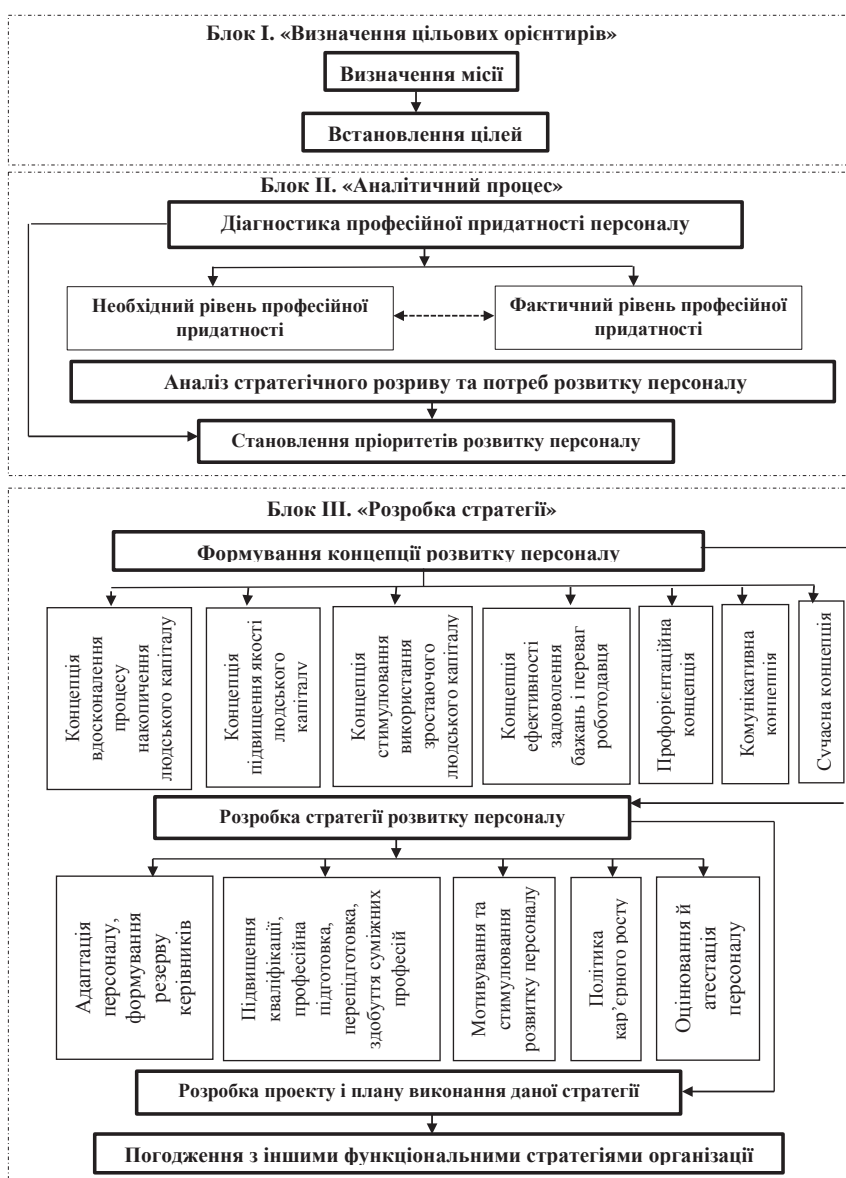 Блок І. «Визначення цільових орієнтирів»
Визначення місії
Встановлення цілей
Блок ІІ. «Аналітичний процес»
Діагностика професійної придатності персоналу
Необхідний рівень професійної
придатності
Фактичний рівень професійної
придатності
Аналіз стратегічного розриву та потреб розвитку персоналу
Становлення пріоритетів розвитку персоналу
Блок ІІІ. «Розробка стратегії»
Формування концепції розвитку персоналу
Концепція
вдосконалення
процесу
накопичення
людського капіталу
Концепція
підвищення якості
людського
капіталу
Концепція
стимулювання
використання
зростаючого
людського капіталу
Концепція
ефективності
задоволення
бажань і переваг
роботодавця
Профорієнтаційна
концепція
Комунікативна
концепція
Сучасна концепція
Розробка стратегії розвитку персоналу
Адаптація
персоналу,
формування
резерву
керівників
Підвищення
кваліфікації,
професійна
підготовка,
перепідготовка,
здобуття суміжних
професій
Мотивування та
стимулювання
розвитку персоналу
Політика
кар’єрного росту
Оцінювання й
атестація
персоналу
Розробка проекту і плану виконання даної стратегії
Погодження з іншими функціональними стратегіями організації